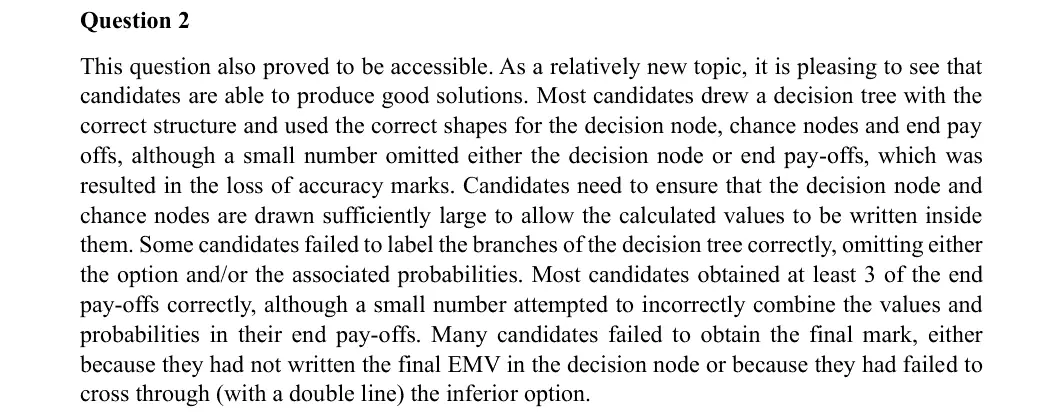 Question 2
This question also proved to be accessible. As a relatively new topic, it is pleasing to see that
candidates are able to produce good solutions. Most candidates drew a decision tree with the
correct structure and used the correct shapes for the decision node, chance nodes and end pay
offs, although a small number omitted either the decision node or end pay-offs, which was
resulted in the loss of accuracy marks. Candidates need to ensure that the decision node and
chance nodes are drawn sufficiently large to allow the calculated values to be written inside
them. Some candidates failed to label the branches of the decision tree correctly, omitting either
the option and/or the associated probabilities. Most candidates obtained at least 3 of the end
pay-offs correctly, although a small number attempted to incorrectly combine the values and
probabilities in their end pay-offs. Many candidates failed to obtain the final mark, either
because they had not written the final EMV in the decision node or because they had failed to
cross through (with a double line) the inferior option.